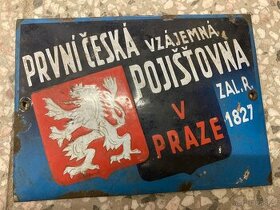 PRVNÍ ČESKÁ
VZÁJEMNÁ
POJIŠŤOVNA
V
PRAZE
ZAL. R.
1827